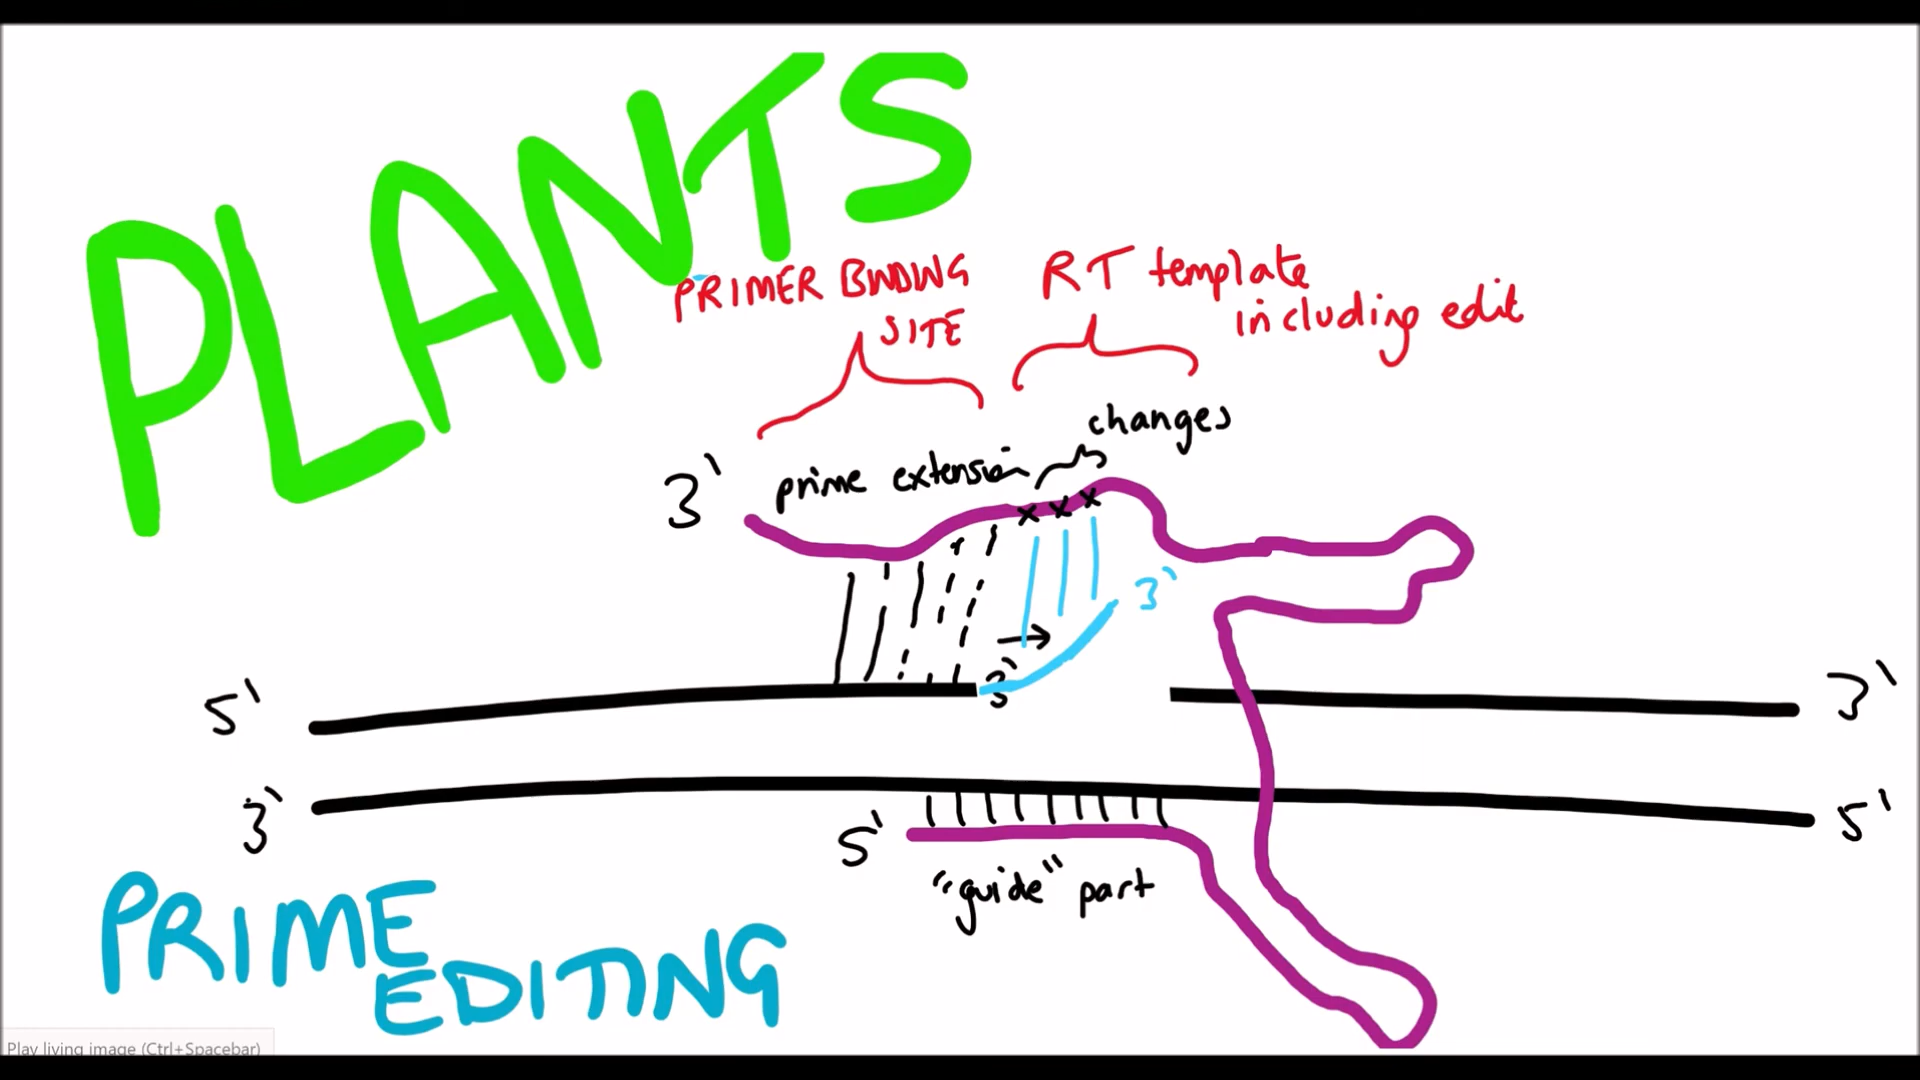 PLANTS
PRIMER BINDING
SITE
RT template
including edit
changes
prime extension
3'
3'
3'
5'
3'
3'
5'
5'
"guide" part
PRIME
EDITING
Play living image (Ctrl+Spacebar)